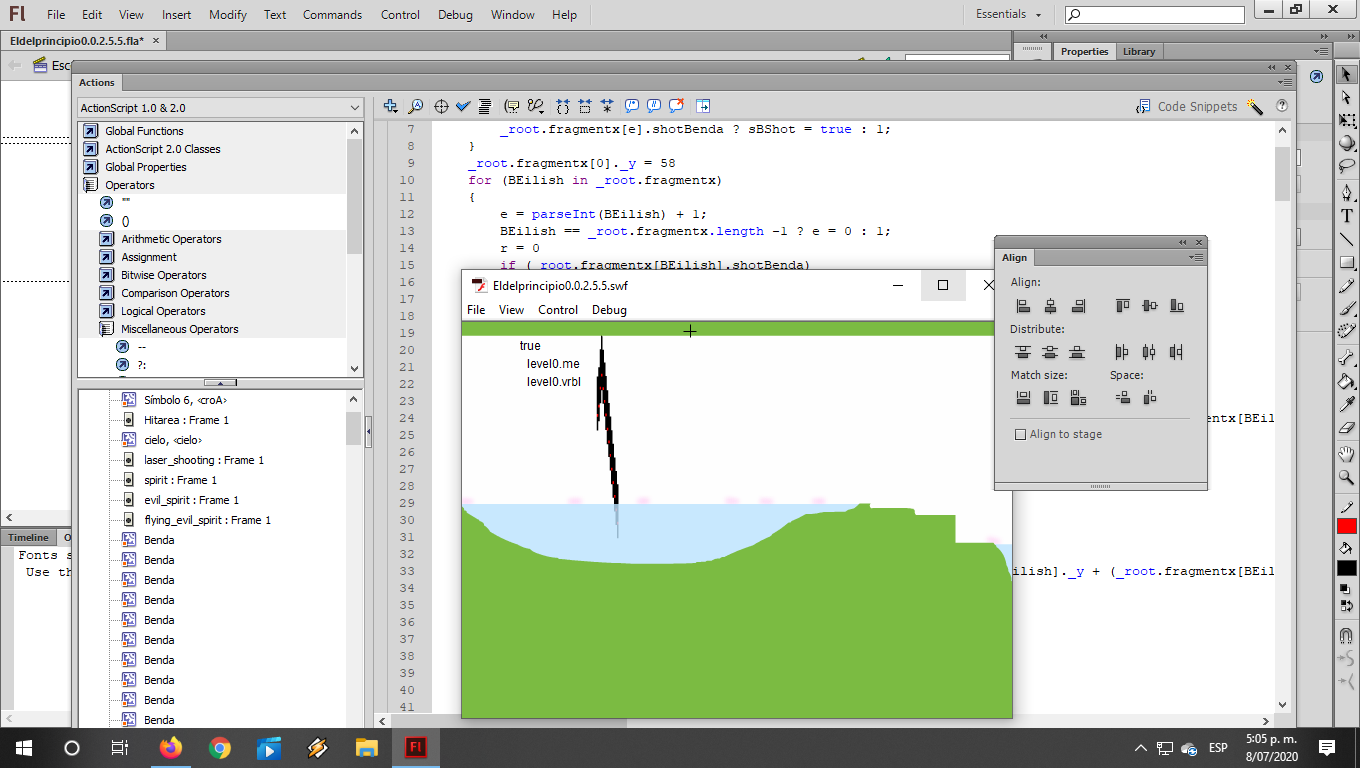 Fl File Edit View Insert Modify Text Commands Control Debug Window Help Essentials
Eldelprincipio0.0.2.5.5.fla*
Properties Library
Esc
Actions
ActionScript 1.0 & 2.0
Code Snippets
Global Functions
ActionScript 2.0 Classes
Global Properties
Operators
""
()
Arithmetic Operators
Assignment
Bitwise Operators
Comparison Operators
Logical Operators
Miscellaneous Operators
--
?:
Símbolo 6, <croA>
Hitarea : Frame 1
cielo, <cielo>
laser_shooting : Frame 1
spirit : Frame 1
evil_spirit : Frame 1
flying_evil_spirit : Frame 1
Benda
Benda
Benda
Benda
Benda
Benda
Benda
Benda
Benda
Benda
Timeline O
Fonts s
Use th
7 _root.fragmentx[e].shotBenda ? sBShot = true : 1;
8 }
9 _root.fragmentx[0]._y = 58
10 for (BEilish in _root.fragmentx)
11 {
12 e = parseInt(BEilish) + 1;
13 BEilish == _root.fragmentx.length -1 ? e = 0 : 1;
14 r = 0
15 if (_root.fragmentx[BEilish].shotBenda)
16
17
18
19
20
21
22
23
24 rgmentx[BEil
25
26
27
28
29
30
31
32
33 ilish]._y + (_root.fragmentx[BEil
34
35
36
37
38
39
40
41
Eldelprincipio0.0.2.5.5.swf
File View Control Debug
true
level0.me
level0.vrbl
Align
Align:
Distribute:
Match size: Space:
Align to stage
ESP
5:05 p. m.
8/07/2020
Fl